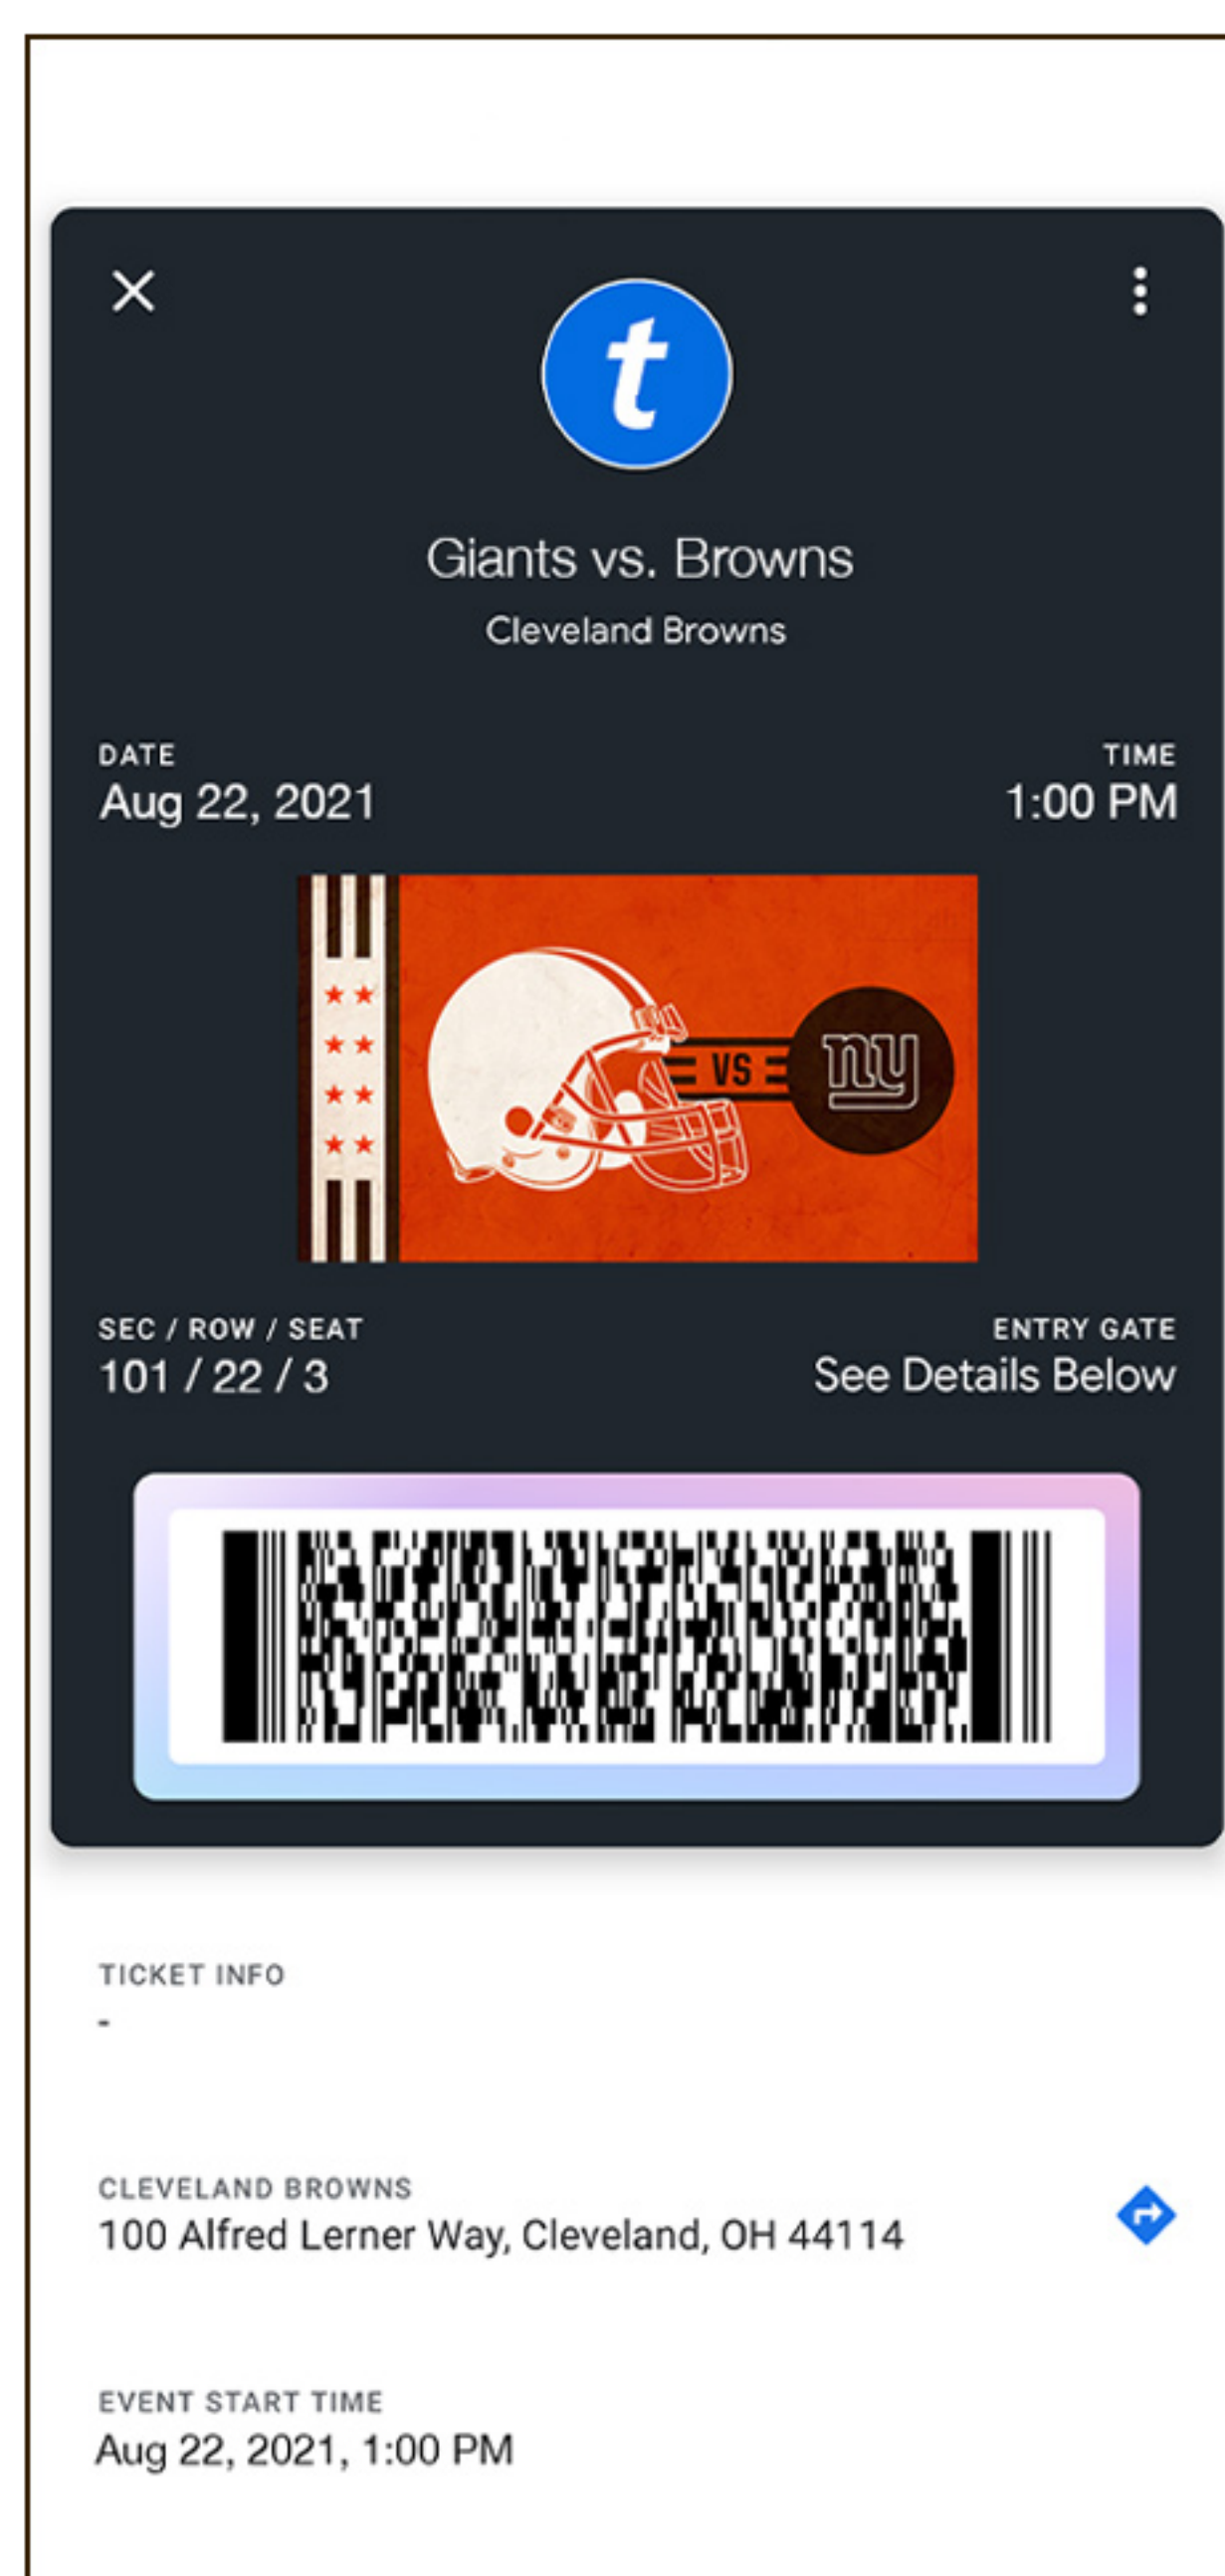 t
Giants vs. Browns
Cleveland Browns
DATE
TIME
Aug 22, 2021
1:00 PM
VS
ny
SEC / ROW / SEAT
ENTRY GATE
101 / 22 / 3
See Details Below
TICKET INFO
-
CLEVELAND BROWNS
100 Alfred Lerner Way, Cleveland, OH 44114
EVENT START TIME
Aug 22, 2021, 1:00 PM